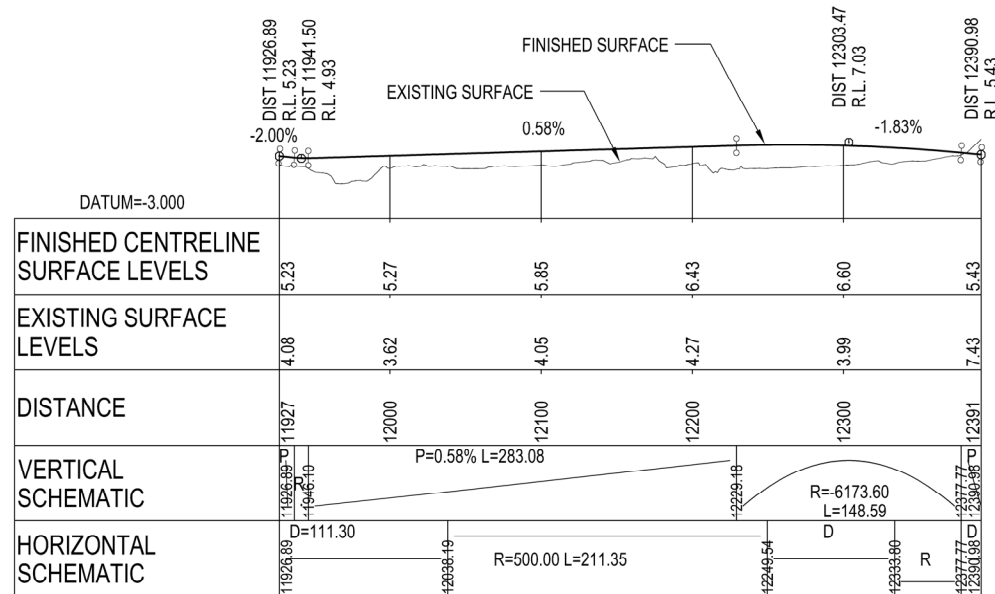 DIST 11926.89
R.L. 5.23
DIST 11941.50
R.L. 4.93
DIST 12303.47
R.L. 7.03
DIST 12390.98
R.L. 5.43
FINISHED SURFACE
EXISTING SURFACE
-2.00%
0.58%
-1.83%
DATUM=-3.000
FINISHED CENTRELINE
SURFACE LEVELS
5.23
5.27
5.85
6.43
6.60
5.43
EXISTING SURFACE
LEVELS
4.08
3.62
4.05
4.27
3.99
7.43
DISTANCE
11927
12000
12100
12200
12300
12391
VERTICAL
SCHEMATIC
P
11926.89
R
11946.10
P=0.58% L=283.08
12229.18
R=-6173.60
L=148.59
12377.77
P
12390.98
HORIZONTAL
SCHEMATIC
11926.89
D=111.30
12038.19
R=500.00 L=211.35
12249.54
D
12333.80
R
12377.77
D
12390.98